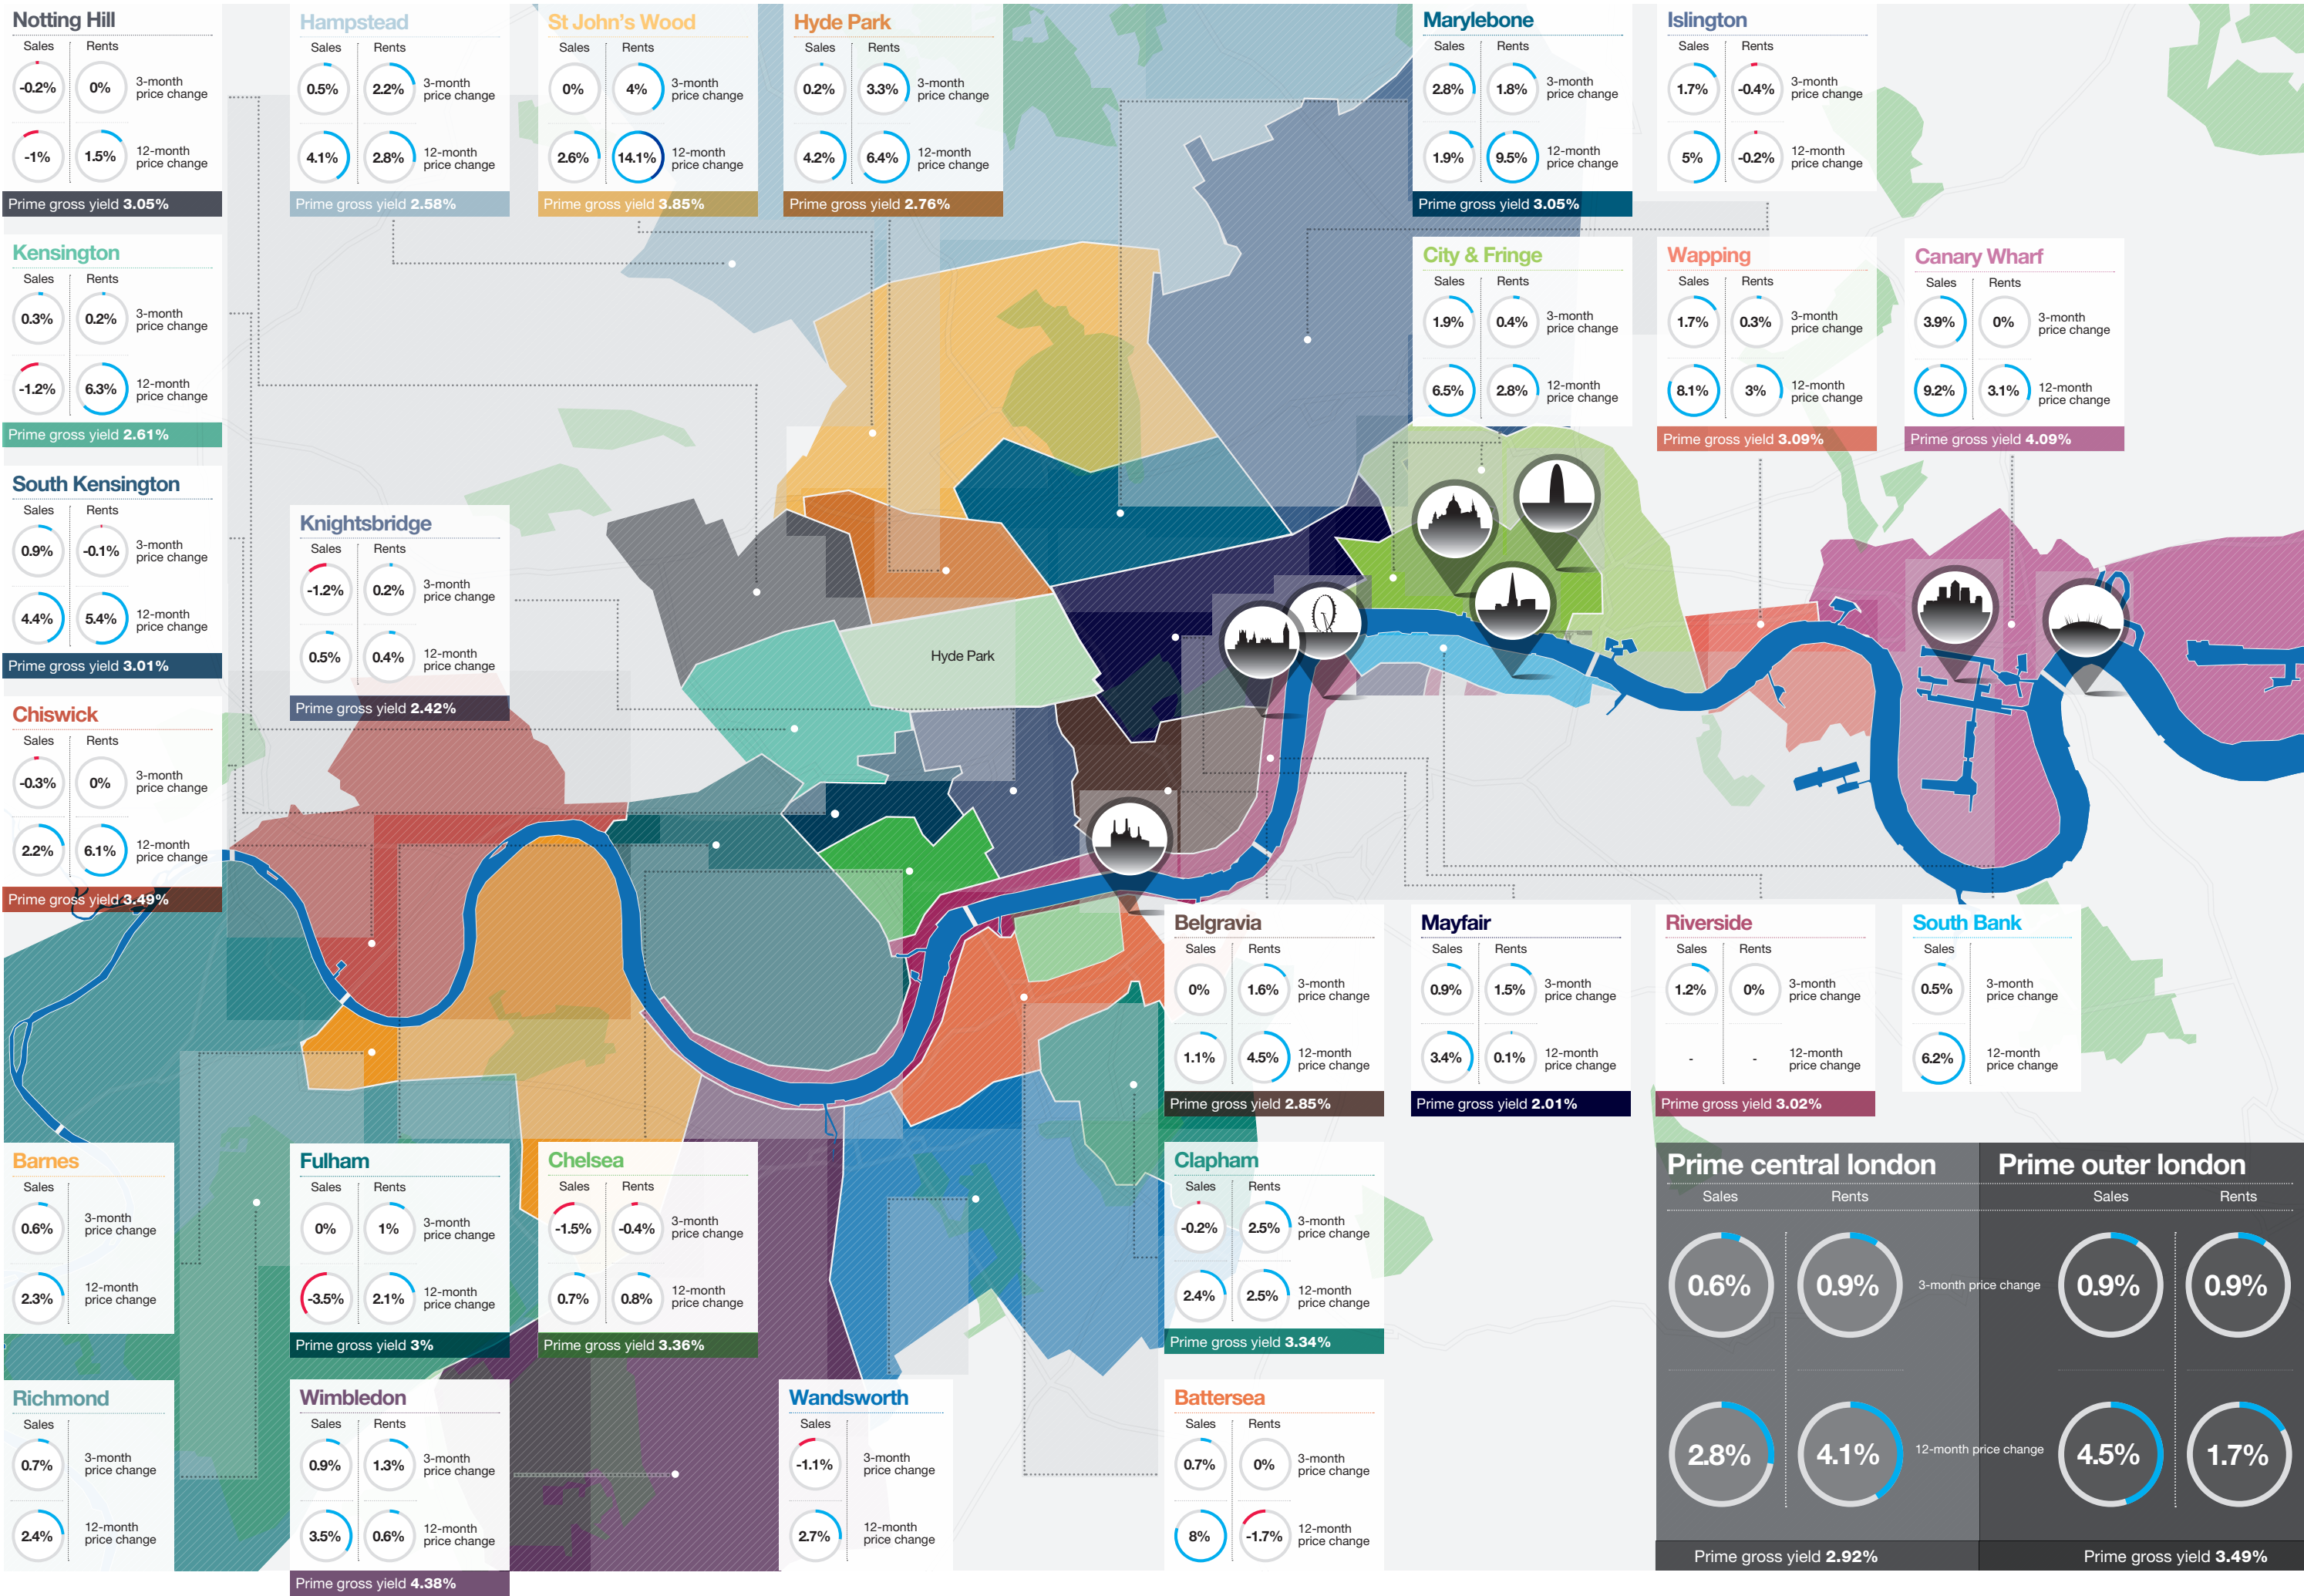 Notting Hill
Sales Rents
-0.2% 0% 3-month
price change
-1% 1.5% 12-month
price change
Prime gross yield 3.05%
Hampstead
Sales Rents
0.5% 2.2% 3-month
price change
4.1% 2.8% 12-month
price change
Prime gross yield 2.58%
St John's Wood
Sales Rents
0% 4% 3-month
price change
2.6% 14.1% 12-month
price change
Prime gross yield 3.85%
Hyde Park
Sales Rents
0.2% 3.3% 3-month
price change
4.2% 6.4% 12-month
price change
Prime gross yield 2.76%
Marylebone
Sales Rents
2.8% 1.8% 3-month
price change
1.9% 9.5% 12-month
price change
Prime gross yield 3.05%
Islington
Sales Rents
1.7% -0.4% 3-month
price change
5% -0.2% 12-month
price change
Kensington
Sales Rents
0.3% 0.2% 3-month
price change
-1.2% 6.3% 12-month
price change
Prime gross yield 2.61%
City & Fringe
Sales Rents
1.9% 0.4% 3-month
price change
6.5% 2.8% 12-month
price change
Wapping
Sales Rents
1.7% 0.3% 3-month
price change
8.1% 3% 12-month
price change
Prime gross yield 3.09%
Canary Wharf
Sales Rents
3.9% 0% 3-month
price change
9.2% 3.1% 12-month
price change
Prime gross yield 4.09%
South Kensington
Sales Rents
0.9% -0.1% 3-month
price change
4.4% 5.4% 12-month
price change
Prime gross yield 3.01%
Knightsbridge
Sales Rents
-1.2% 0.2% 3-month
price change
0.5% 0.4% 12-month
price change
Prime gross yield 2.42%
Hyde Park
Chiswick
Sales Rents
-0.3% 0% 3-month
price change
2.2% 6.1% 12-month
price change
Prime gross yield 3.49%
Belgravia
Sales Rents
0% 1.6% 3-month
price change
1.1% 4.5% 12-month
price change
Prime gross yield 2.85%
Mayfair
Sales Rents
0.9% 1.5% 3-month
price change
3.4% 0.1% 12-month
price change
Prime gross yield 2.01%
Riverside
Sales Rents
1.2% 0% 3-month
price change
- - 12-month
price change
Prime gross yield 3.02%
South Bank
Sales
0.5% 3-month
price change
6.2% 12-month
price change
Barnes
Sales
0.6% 3-month
price change
2.3% 12-month
price change
Fulham
Sales Rents
0% 1% 3-month
price change
-3.5% 2.1% 12-month
price change
Prime gross yield 3%
Chelsea
Sales Rents
-1.5% -0.4% 3-month
price change
0.7% 0.8% 12-month
price change
Prime gross yield 3.36%
Clapham
Sales Rents
-0.2% 2.5% 3-month
price change
2.4% 2.5% 12-month
price change
Prime gross yield 3.34%
Richmond
Sales
0.7% 3-month
price change
2.4% 12-month
price change
Wimbledon
Sales Rents
0.9% 1.3% 3-month
price change
3.5% 0.6% 12-month
price change
Prime gross yield 4.38%
Wandsworth
Sales
-1.1% 3-month
price change
2.7% 12-month
price change
Battersea
Sales Rents
0.7% 0% 3-month
price change
8% -1.7% 12-month
price change
Prime central london Prime outer london
Sales Rents Sales Rents
0.6% 0.9% 3-month price change 0.9% 0.9%
2.8% 4.1% 12-month price change 4.5% 1.7%
Prime gross yield 2.92% Prime gross yield 3.49%